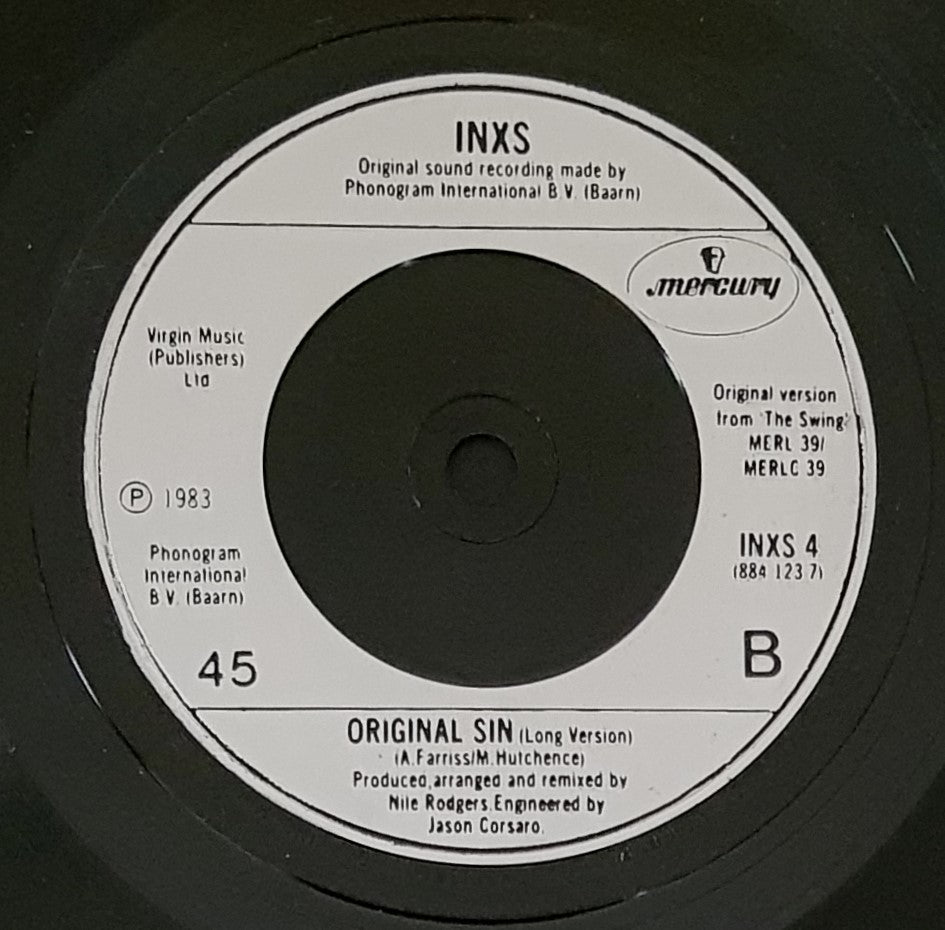 INXS
Original sound recording made by
Phonogram International B.V. (Baarn)
mercury
Virgin Music
(Publishers)
Ltd
Original version
from 'The Swing'
MERL 39/
MERLC 39
℗ 1983
INXS 4
(884 123 7)
Phonogram
International
B.V. (Baarn)
45
B
ORIGINAL SIN (Long Version)
(A.Farriss/M.Hutchence)
Produced,arranged and remixed by
Nile Rodgers.Engineered by
Jason Corsaro.